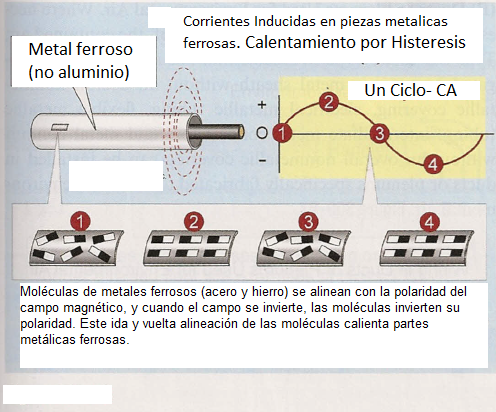 Corrientes Inducidas en piezas metalicas
ferrosas. Calentamiento por Histeresis
Metal ferroso
(no aluminio)
Un Ciclo- CA
+
O
–
1
2
3
4
1
2
3
4
Moléculas de metales ferrosos (acero y hierro) se alinean con la polaridad del
campo magnético, y cuando el campo se invierte, las moléculas invierten su
polaridad. Este ida y vuelta alineación de las moléculas calienta partes
metálicas ferrosas.